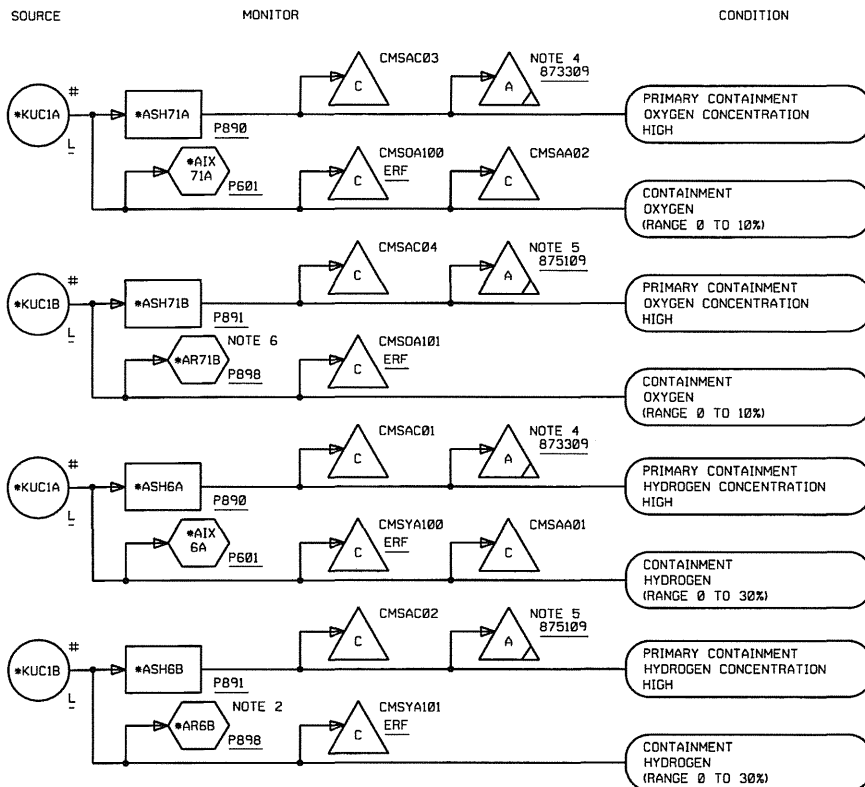 SOURCE MONITOR CONDITION
CMSAC03 NOTE 4
873309
#
*KUC1A *ASH71A C A PRIMARY CONTAINMENT
OXYGEN CONCENTRATION
HIGH
L P890
*AIX
71A
P601
CMSOA100
ERF
C CMSAA02
C
CONTAINMENT
OXYGEN
(RANGE 0 TO 10%)
CMSAC04 NOTE 5
875109
#
*KUC1B *ASH71B C A PRIMARY CONTAINMENT
OXYGEN CONCENTRATION
HIGH
L P891
NOTE 6
*AR71B
P898
CMSOA101
ERF
C
CONTAINMENT
OXYGEN
(RANGE 0 TO 10%)
CMSAC01 NOTE 4
873309
#
*KUC1A *ASH6A C A PRIMARY CONTAINMENT
HYDROGEN CONCENTRATION
HIGH
L P890
*AIX
6A
P601
CMSYA100
ERF
C CMSAA01
C
CONTAINMENT
HYDROGEN
(RANGE 0 TO 30%)
CMSAC02 NOTE 5
875109
#
*KUC1B *ASH6B C A PRIMARY CONTAINMENT
HYDROGEN CONCENTRATION
HIGH
L P891
NOTE 2
*AR6B
P898
CMSYA101
ERF
C
CONTAINMENT
HYDROGEN
(RANGE 0 TO 30%)